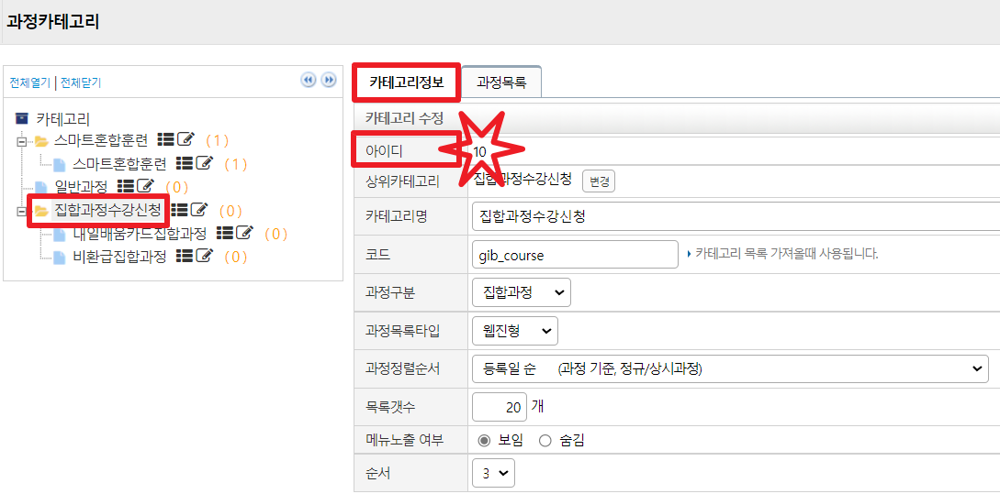 과정카테고리
전체열기 | 전체닫기
카테고리
스마트혼합훈련 ( 1 )
스마트혼합훈련 ( 1 )
일반과정 ( 0 )
집합과정수강신청 ( 0 )
내일배움카드집합과정 ( 0 )
비환급집합과정 ( 0 )
카테고리정보 과정목록
카테고리 수정
아이디 10
상위카테고리 집합과정수강신청 변경
카테고리명 집합과정수강신청
코드 gib_course 카테고리 목록 가져올때 사용됩니다.
과정구분 집합과정
과정목록타입 웹진형
과정정렬순서 등록일 순 (과정 기준, 정규/상시과정)
목록갯수 20 개
메뉴노출 여부 보임 숨김
순서 3